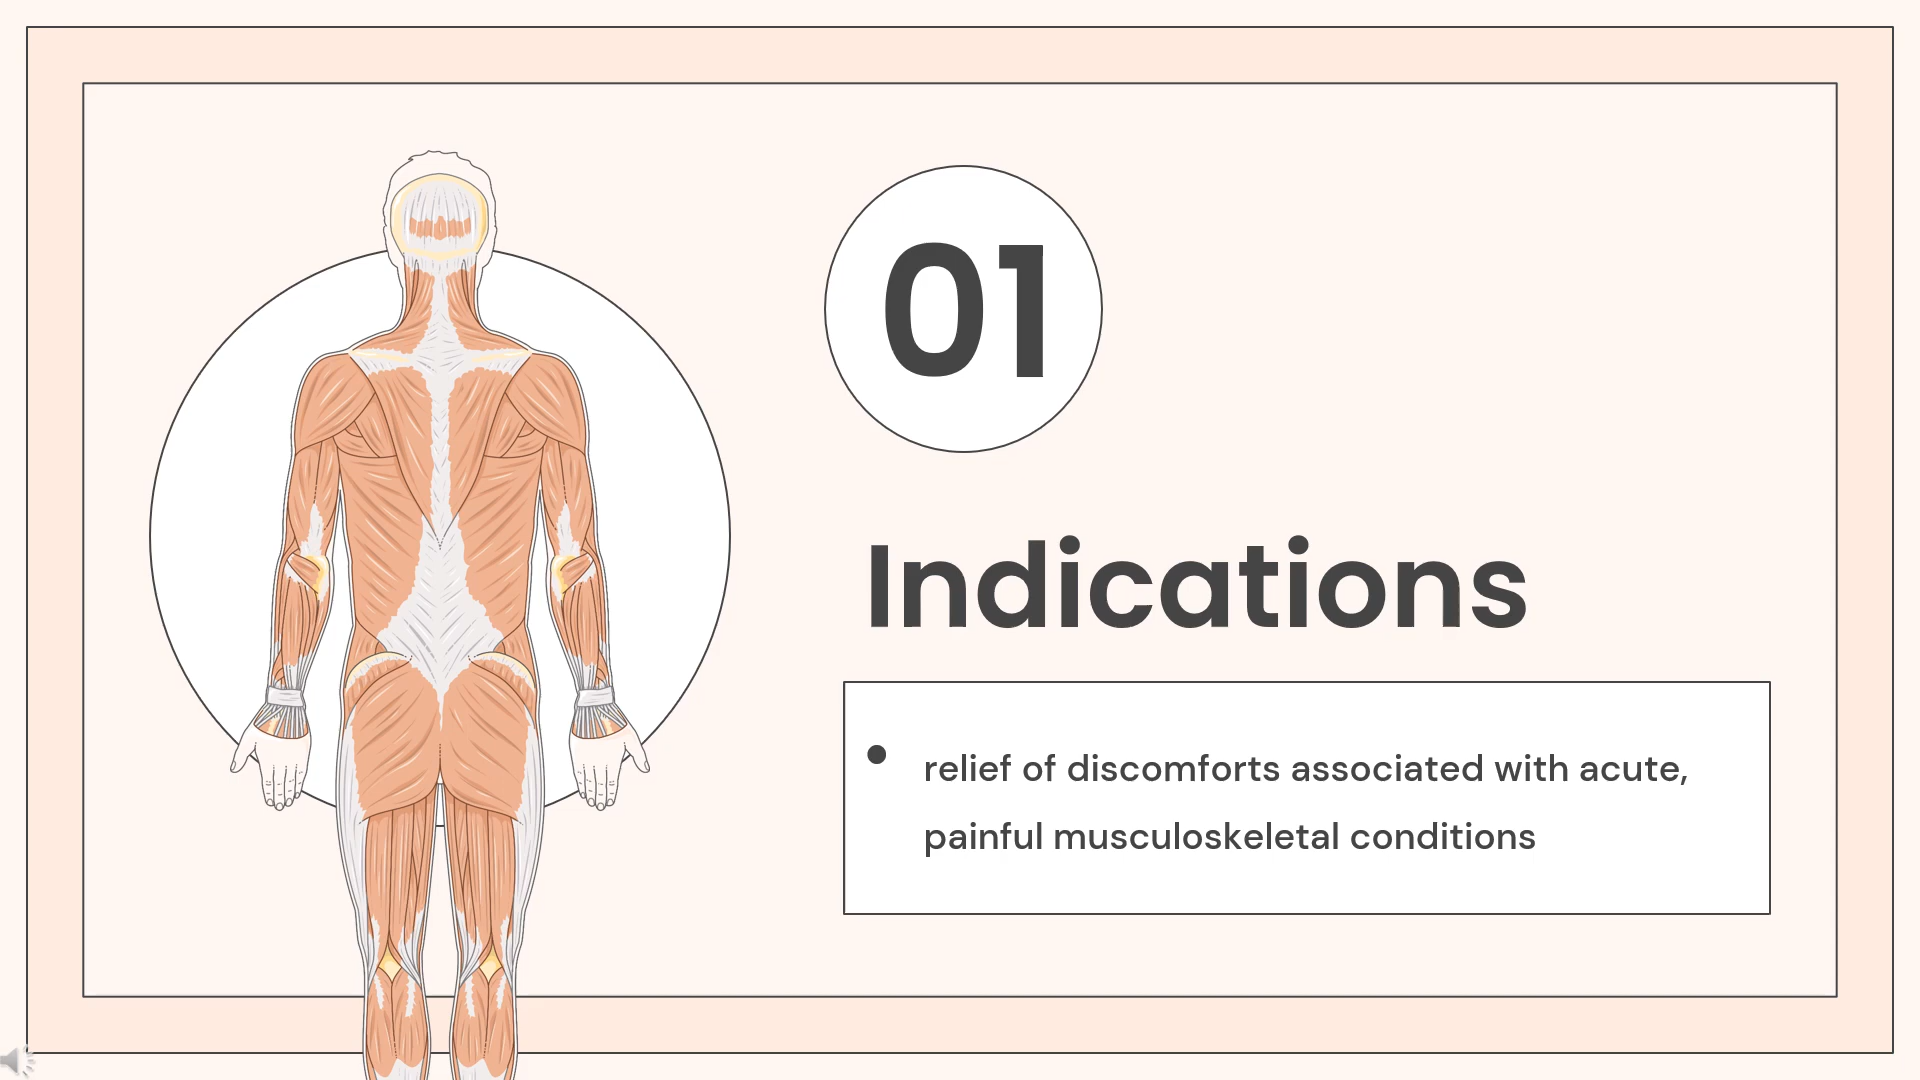 01
Indications
• relief of discomforts associated with acute,
painful musculoskeletal conditions